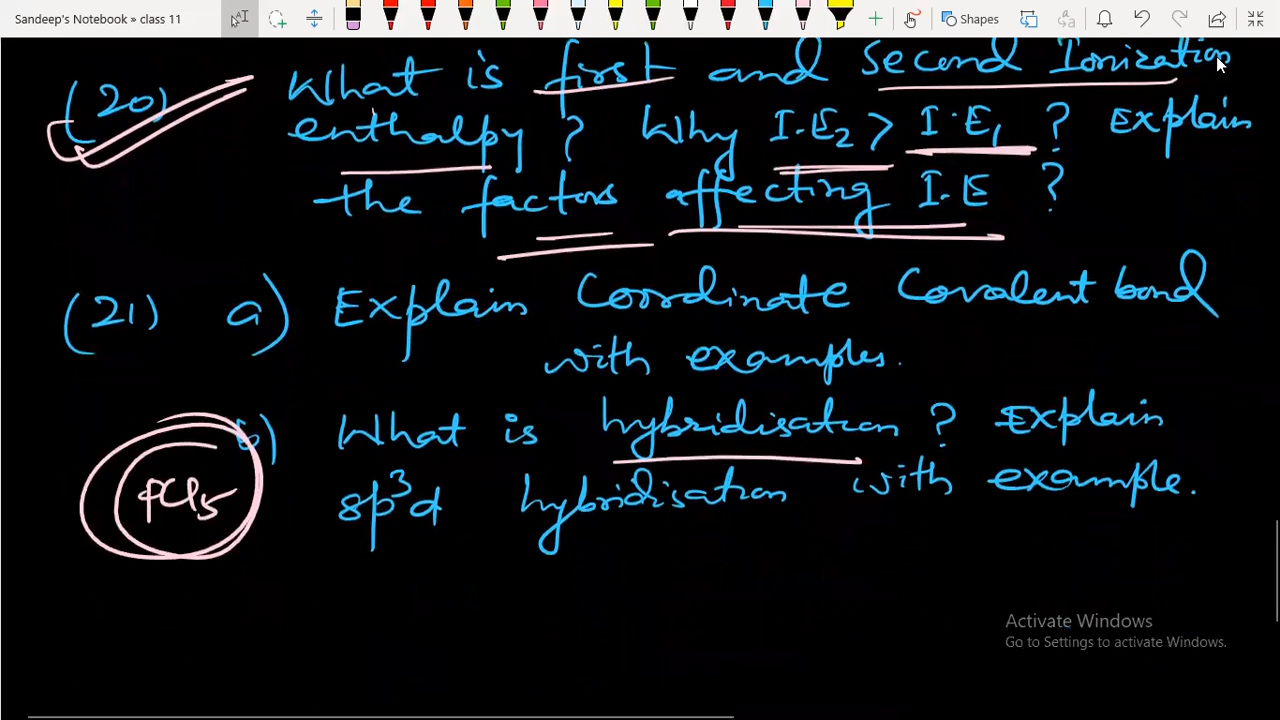 Sandeep's Notebook » class 11
Shapes
(20) What is first and Second Ionization
enthalpy ? Why I.E2 > I.E1 ? Explain
the factors affecting I.E ?
(21) a) Explain Coordinate Covalent bond
with examples.
b) What is hybridisation ? Explain
PCl5 sp³d hybridisation with example.
Activate Windows
Go to Settings to activate Windows.